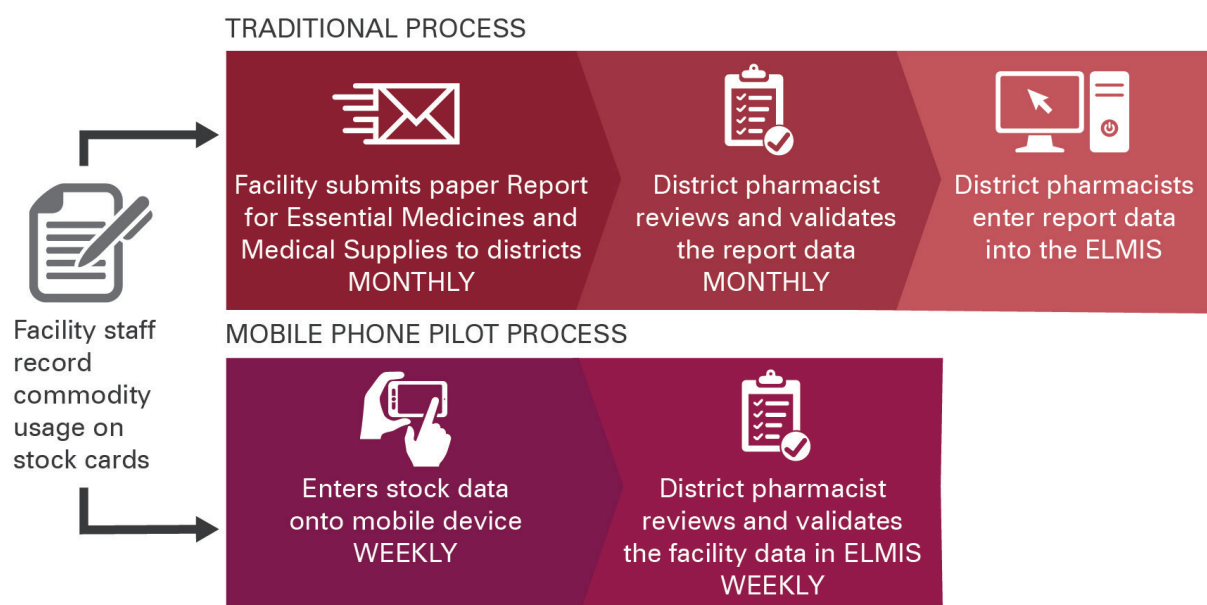 TRADITIONAL PROCESS
Facility submits paper Report
for Essential Medicines and
Medical Supplies to districts
MONTHLY
District pharmacist
reviews and validates
the report data
MONTHLY
District pharmacists
enter report data
into the ELMIS
Facility staff
record
commodity
usage on
stock cards
MOBILE PHONE PILOT PROCESS
Enters stock data
onto mobile device
WEEKLY
District pharmacist
reviews and validates
the facility data in ELMIS
WEEKLY